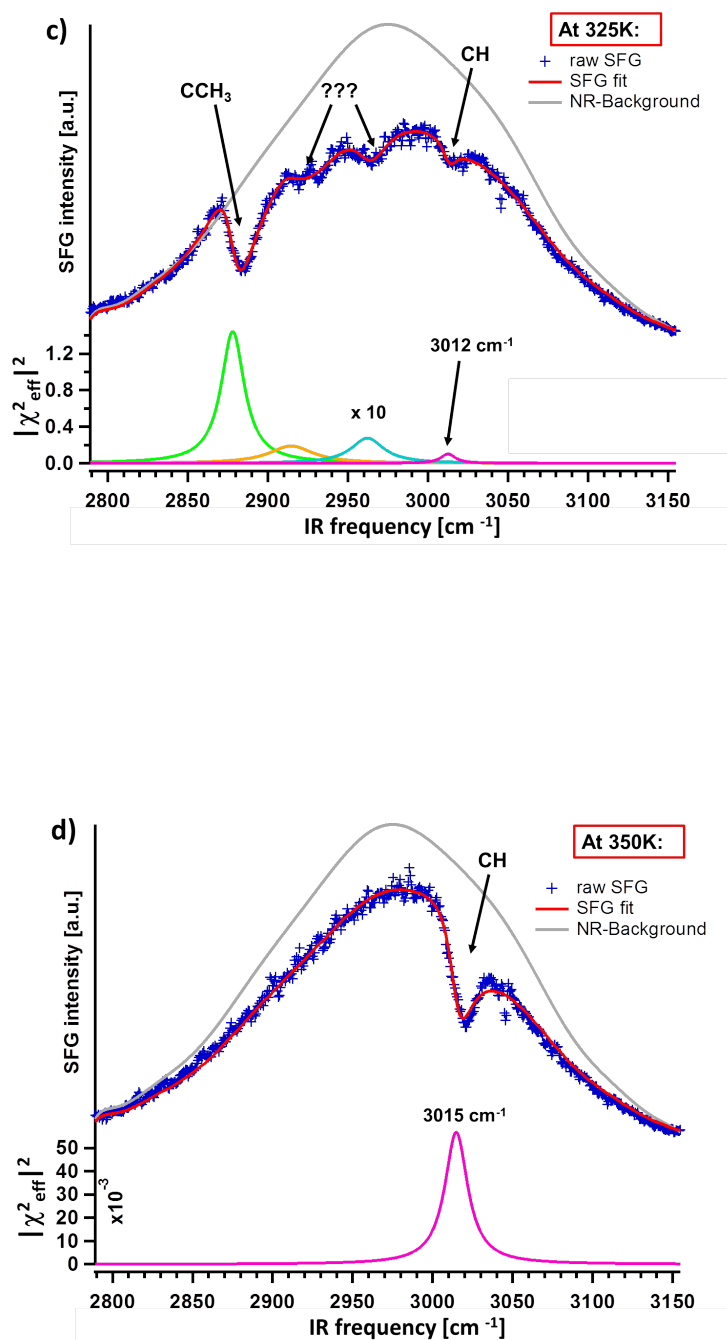 c)
At 325K:
raw SFG
SFG fit
NR-Background
CCH₃
???
CH
SFG intensity [a.u.]
3012 cm⁻¹
x 10
|χ²eff|²
1.2
0.8
0.4
0.0
2800 2850 2900 2950 3000 3050 3100 3150
IR frequency [cm ⁻¹]
d)
At 350K:
raw SFG
SFG fit
NR-Background
CH
SFG intensity [a.u.]
3015 cm⁻¹
|χ²eff|²
x10⁻³
50
40
30
20
10
0
2800 2850 2900 2950 3000 3050 3100 3150
IR frequency [cm ⁻¹]